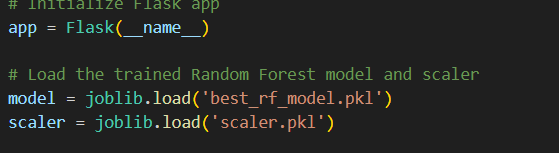 # Initialize Flask app
app = Flask(__name__)
# Load the trained Random Forest model and scaler
model = joblib.load('best_rf_model.pkl')
scaler = joblib.load('scaler.pkl')